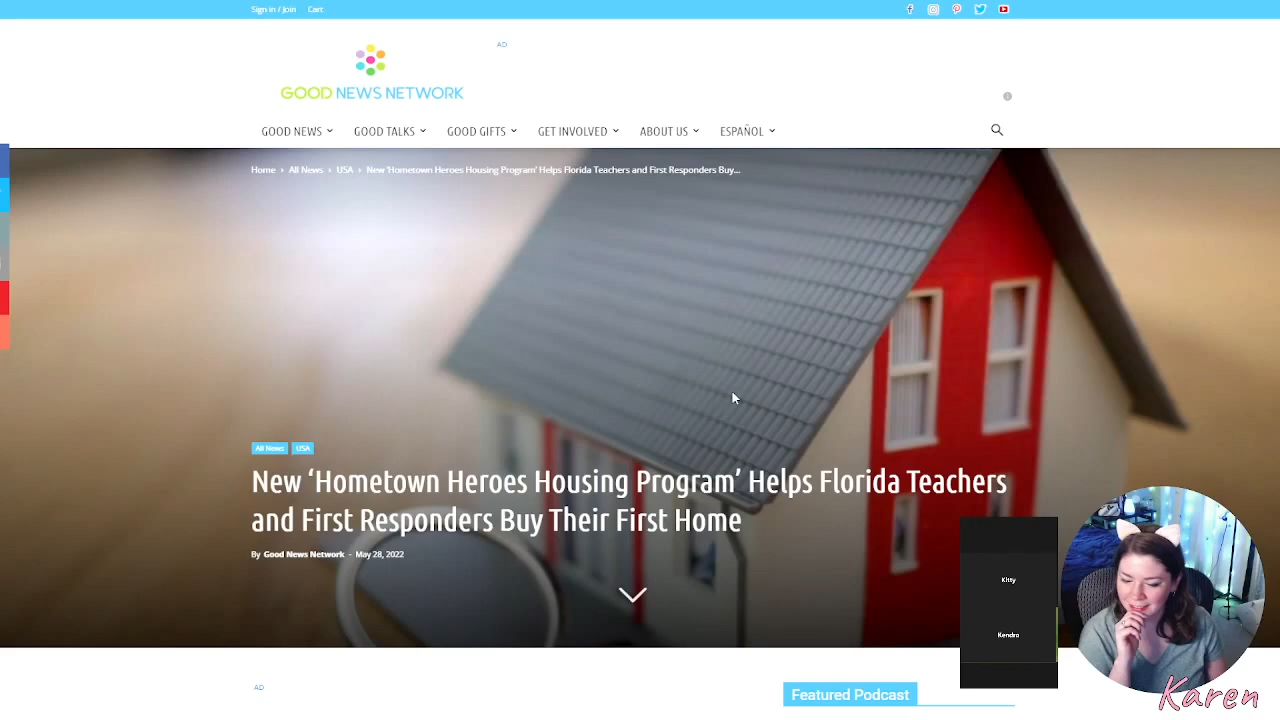 Sign in / Join Cart
AD
GOOD NEWS NETWORK
GOOD NEWS GOOD TALKS GOOD GIFTS GET INVOLVED ABOUT US ESPAÑOL
Home › All News › USA › New ‘Hometown Heroes Housing Program’ Helps Florida Teachers and First Responders Buy...
All News USA
New ‘Hometown Heroes Housing Program’ Helps Florida Teachers
and First Responders Buy Their First Home
By Good News Network - May 28, 2022
Kitty
Kendro
Karen
AD
Featured Podcast